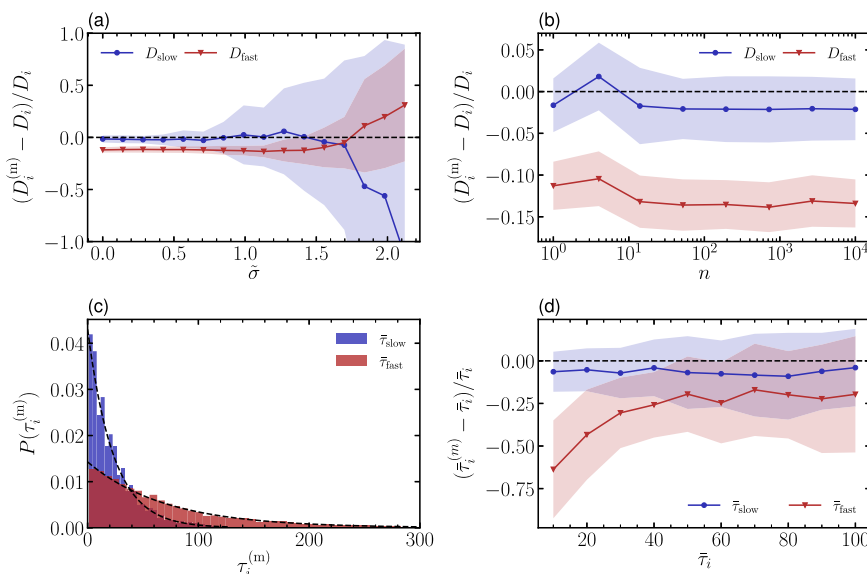 (a)
1.0
0.5
0.0
−0.5
−1.0
(D_i^(m) − D_i)/D_i
D_slow
D_fast
0.0 0.5 1.0 1.5 2.0
σ̃
(b)
0.05
0.00
−0.05
−0.10
−0.15
(D_i^(m) − D_i)/D_i
D_slow
D_fast
10^0 10^1 10^2 10^3 10^4
n
(c)
0.04
0.03
0.02
0.01
0.00
P(τ_i^(m))
τ̄_slow
τ̄_fast
0 100 200 300
τ_i^(m)
(d)
0.00
−0.25
−0.50
−0.75
(τ̄_i^(m) − τ̄_i)/τ̄_i
τ̄_slow
τ̄_fast
20 40 60 80 100
τ̄_i